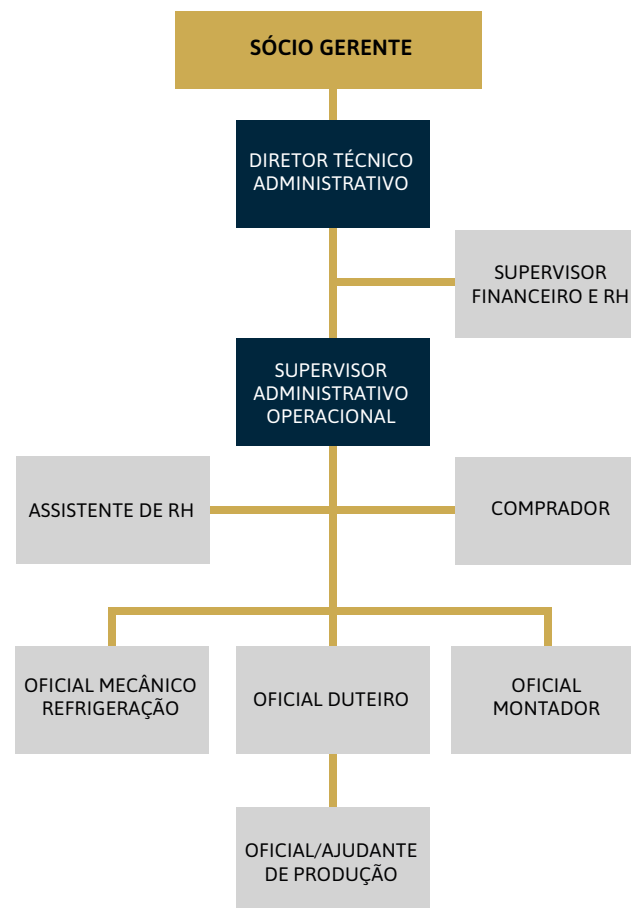 SÓCIO GERENTE
DIRETOR TÉCNICO
ADMINISTRATIVO
SUPERVISOR
FINANCEIRO E RH
SUPERVISOR
ADMINISTRATIVO
OPERACIONAL
ASSISTENTE DE RH
COMPRADOR
OFICIAL MECÂNICO
REFRIGERAÇÃO
OFICIAL DUTEIRO
OFICIAL
MONTADOR
OFICIAL/AJUDANTE
DE PRODUÇÃO